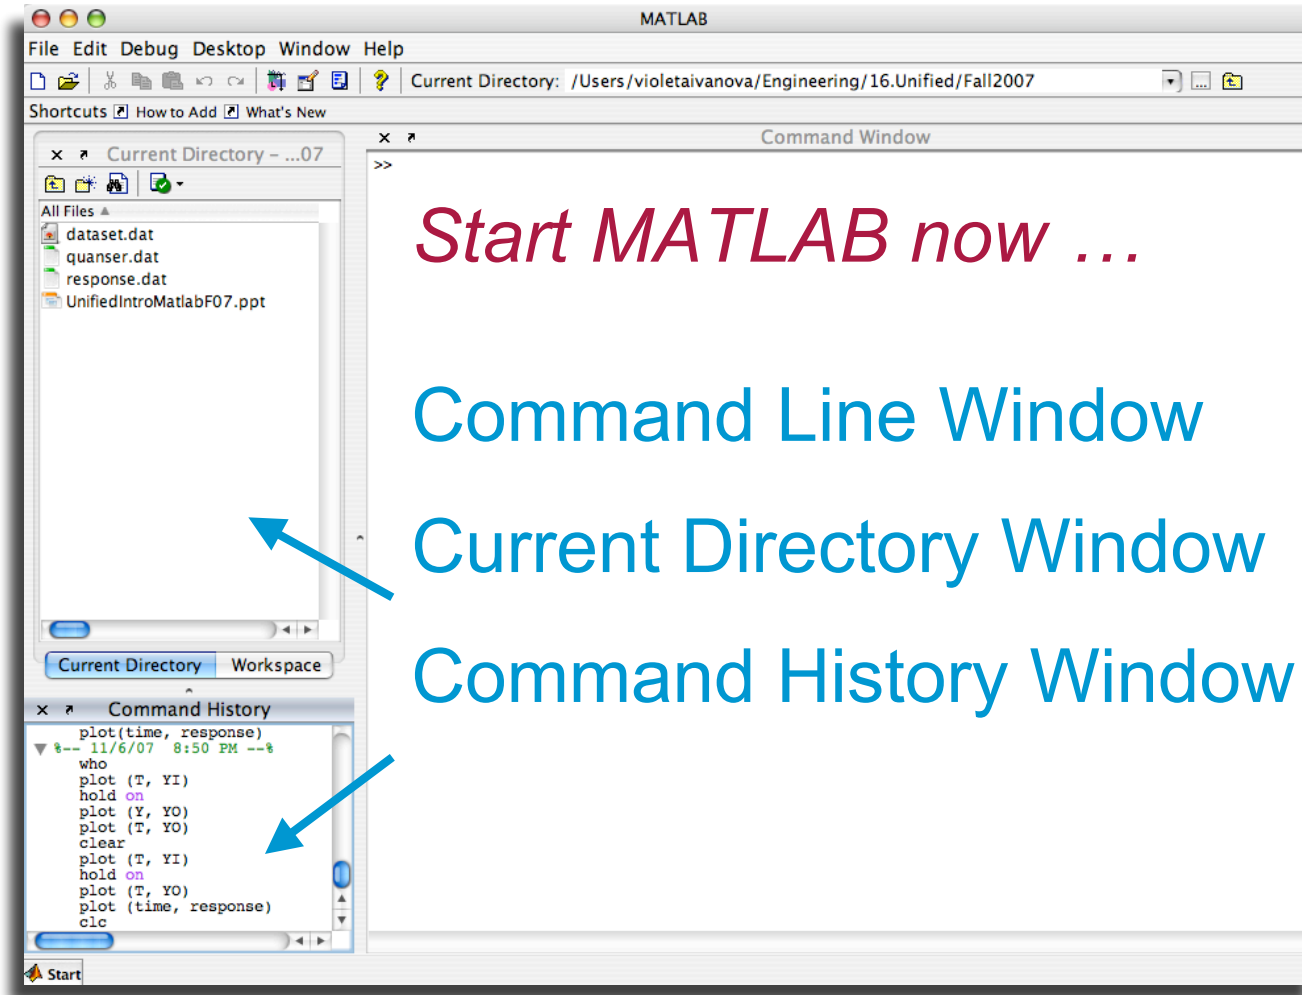 MATLAB
File Edit Debug Desktop Window Help
Current Directory: /Users/violetaivanova/Engineering/16.Unified/Fall2007
Shortcuts How to Add What's New
Current Directory – ...07
All Files
dataset.dat
quanser.dat
response.dat
UnifiedIntroMatlabF07.ppt
Current Directory Workspace
Command History
plot(time, response)
%-- 11/6/07 8:50 PM --%
who
plot (T, YI)
hold on
plot (Y, YO)
plot (T, YO)
clear
plot (T, YI)
hold on
plot (T, YO)
plot (time, response)
clc
Command Window
>>
Start MATLAB now …
Command Line Window
Current Directory Window
Command History Window
Start